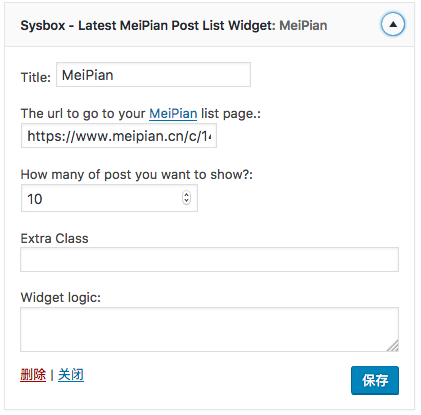 Sysbox - Latest MeiPian Post List Widget: MeiPian
Title: MeiPian
The url to go to your MeiPian list page.:
https://www.meipian.cn/c/14
How many of post you want to show?:
10
Extra Class
Widget logic:
删除 | 关闭 保存